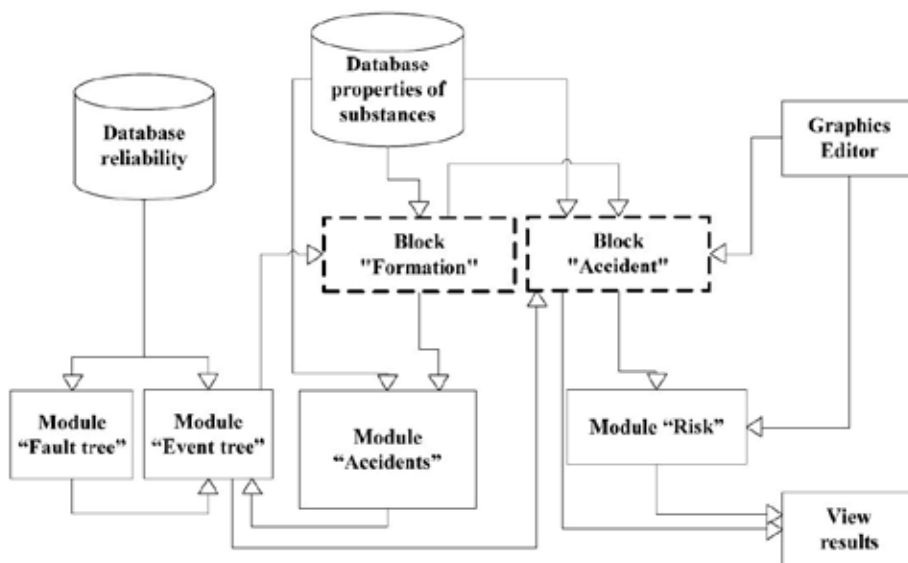 Database
properties of
substances
Database
reliability
Graphics
Editor
Block
"Formation"
Block
"Accident"
Module
“Fault tree”
Module
“Event tree”
Module
“Accidents”
Module “Risk”
View
results